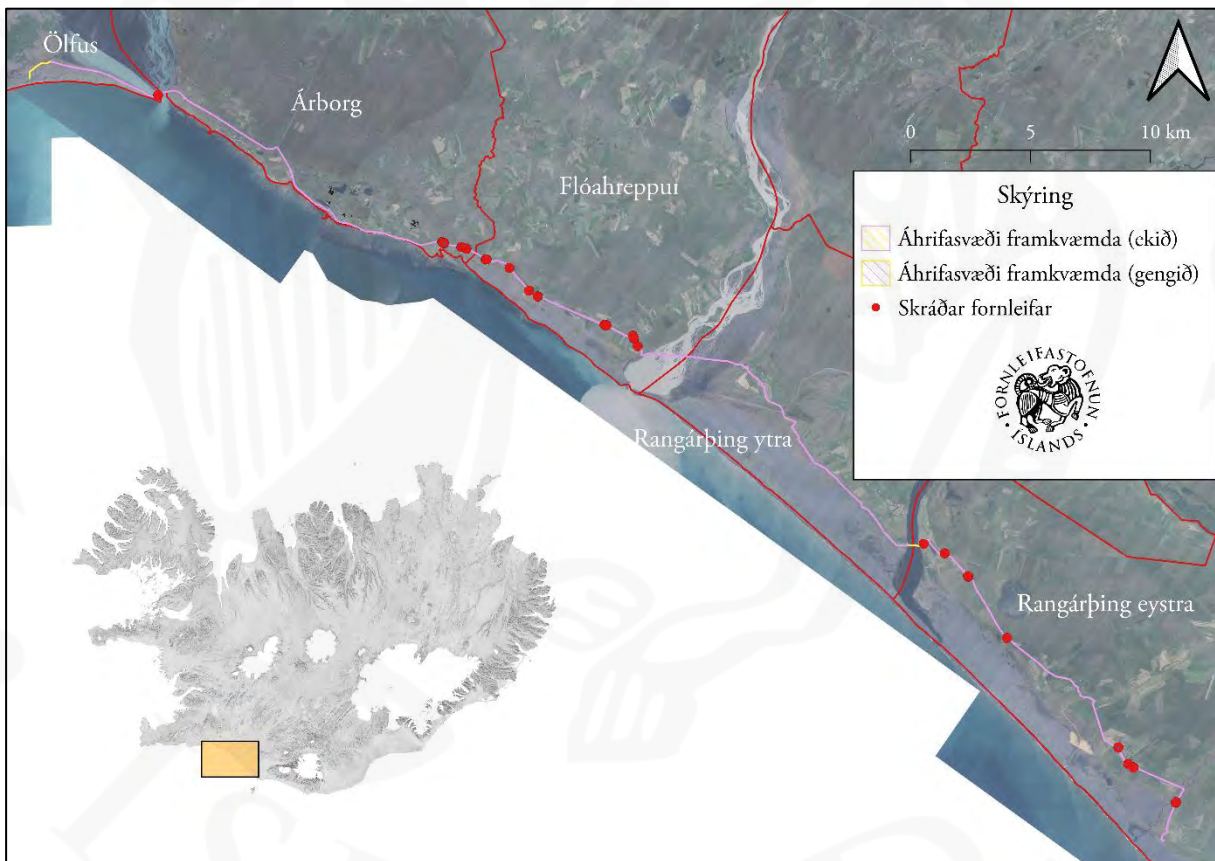 Ölfus
Árborg
Flóahreppur
Rangárþing ytra
Rangárþing eystra
0 5 10 km
Skýring
Áhrifasvæði framkvæmda (ekið)
Áhrifasvæði framkvæmda (gengið)
Skráðar fornleifar
FORNLEIFASTOFNUN
· ÍSLANDS ·